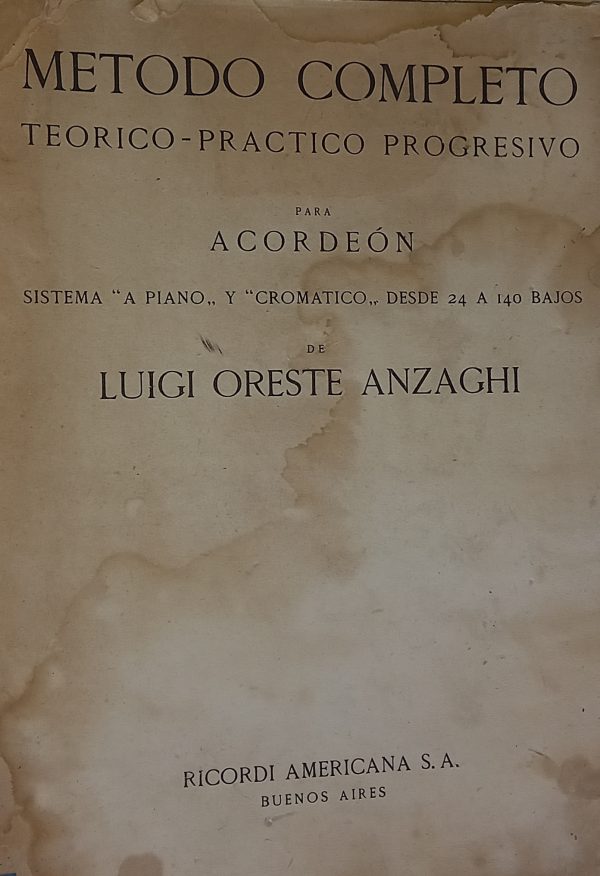 METODO COMPLETO
TEORICO-PRACTICO PROGRESIVO
PARA
ACORDEÓN
SISTEMA “A PIANO„ Y “CROMATICO„. DESDE 24 A 140 BAJOS
DE
LUIGI ORESTE ANZAGHI
RICORDI AMERICANA S. A.
BUENOS AIRES